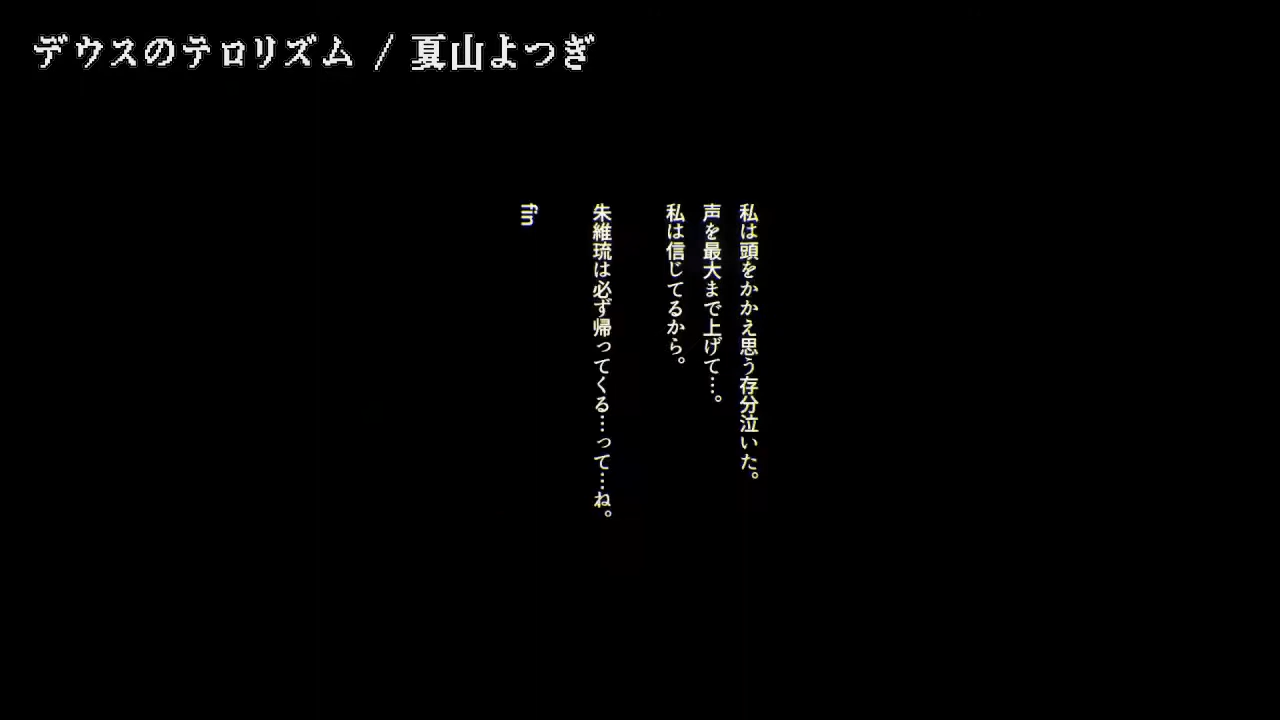 デウスのテロリズム / 夏山よつぎ
私は頭をかかえ思う存分泣いた。
声を最大まで上げて…。
私は信じてるから。
朱維琉は必ず帰ってくる…って…ね。
fin